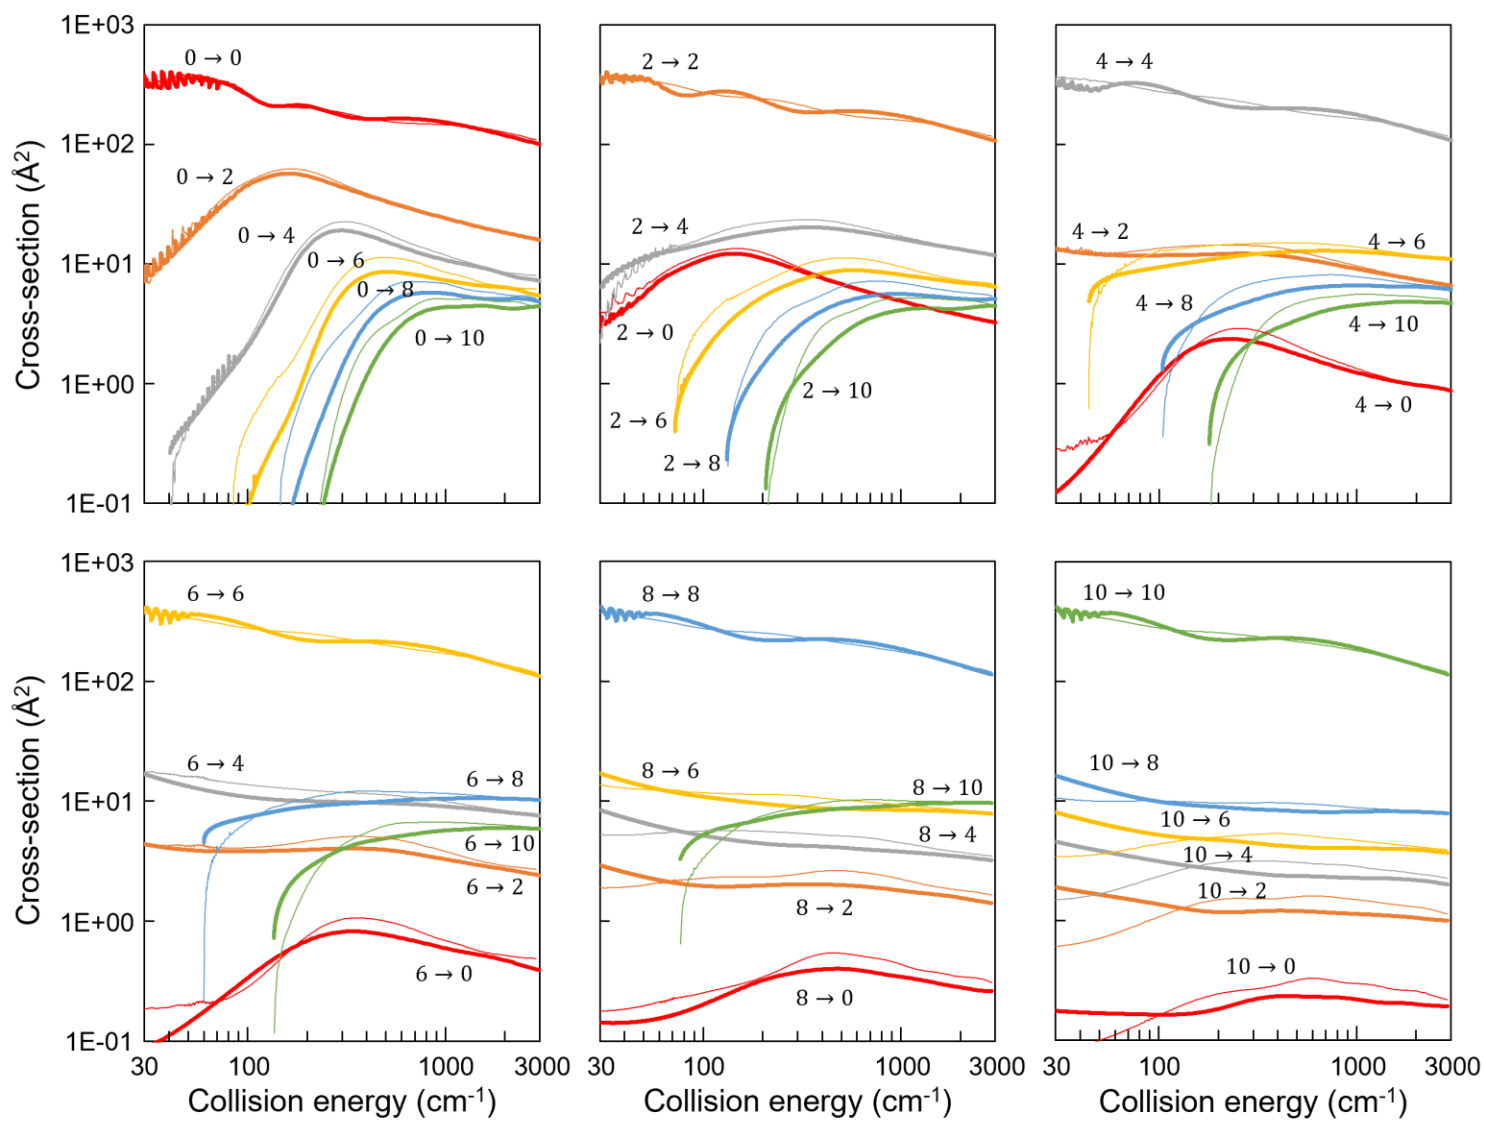 1E+03
1E+02
1E+01
1E+00
1E-01
Cross-section (Å²)
0 → 0
0 → 2
0 → 4
0 → 6
0 → 8
0 → 10
2 → 2
2 → 4
2 → 0
2 → 6
2 → 8
2 → 10
4 → 4
4 → 2
4 → 6
4 → 8
4 → 10
4 → 0
1E+03
1E+02
1E+01
1E+00
1E-01
Cross-section (Å²)
6 → 6
6 → 4
6 → 8
6 → 10
6 → 2
6 → 0
30 100 1000 3000
Collision energy (cm⁻¹)
8 → 8
8 → 6
8 → 10
8 → 4
8 → 2
8 → 0
30 100 1000 3000
Collision energy (cm⁻¹)
10 → 10
10 → 8
10 → 6
10 → 4
10 → 2
10 → 0
30 100 1000 3000
Collision energy (cm⁻¹)